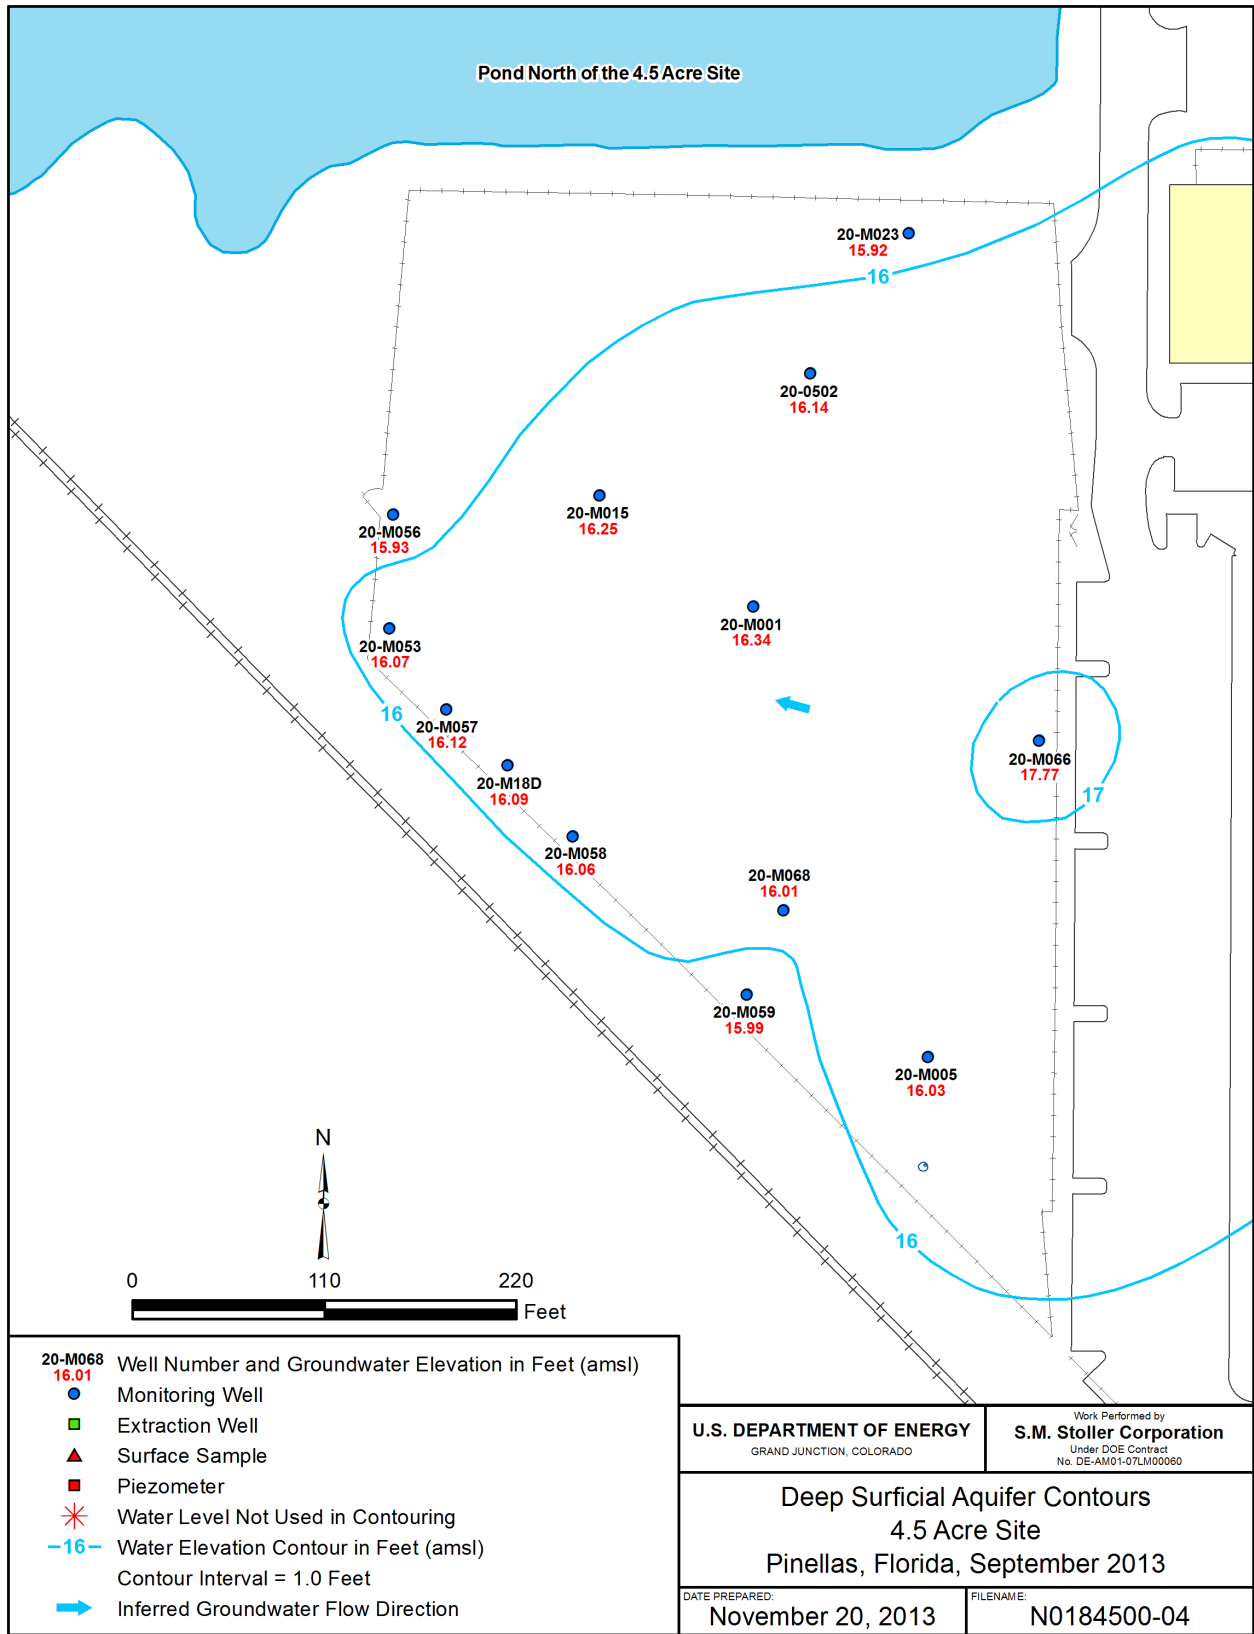 Pond North of the 4.5 Acre Site
20-M023
15.92
16
20-0502
16.14
20-M015
16.25
20-M056
15.93
20-M001
16.34
20-M053
16.07
16
20-M057
16.12
20-M066
17.77
20-M18D
16.09
17
20-M058
16.06
20-M068
16.01
20-M059
15.99
20-M005
16.03
N
16
0 110 220
Feet
20-M068
16.01
Well Number and Groundwater Elevation in Feet (amsl)
Monitoring Well
Extraction Well
Surface Sample
Piezometer
Water Level Not Used in Contouring
16 Water Elevation Contour in Feet (amsl)
Contour Interval = 1.0 Feet
Inferred Groundwater Flow Direction
U.S. DEPARTMENT OF ENERGY
GRAND JUNCTION, COLORADO
Work Performed by
S.M. Stoller Corporation
Under DOE Contract
No. DE-AM01-07LM00060
Deep Surficial Aquifer Contours
4.5 Acre Site
Pinellas, Florida, September 2013
DATE PREPARED:
November 20, 2013
FILENAME:
N0184500-04